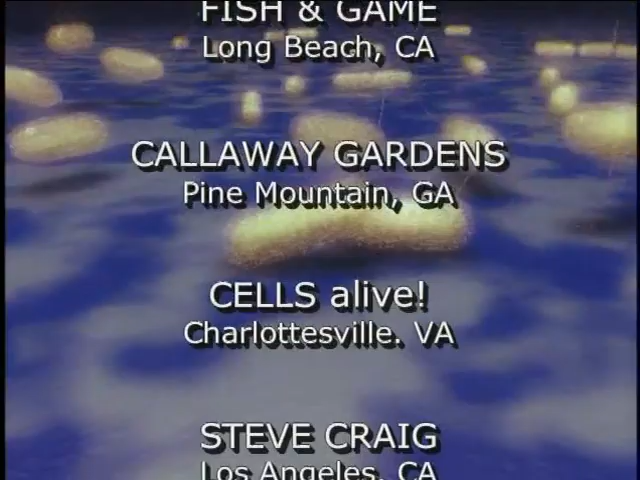 FISH & GAME
Long Beach, CA
CALLAWAY GARDENS
Pine Mountain, GA
CELLS alive!
Charlottesville. VA
STEVE CRAIG
Los Angeles, CA